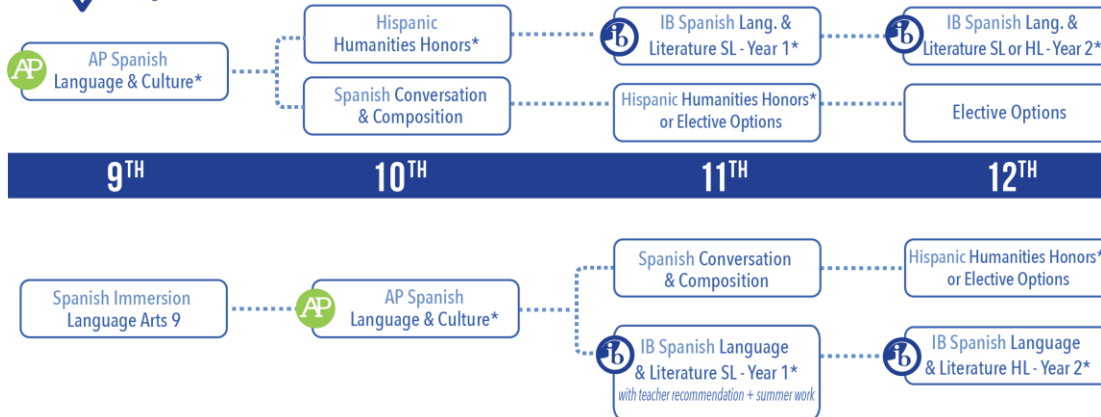 Hispanic
Humanities Honors*
ib
IB Spanish Lang. &
Literature SL - Year 1*
ib
IB Spanish Lang. &
Literature SL or HL - Year 2*
AP
AP Spanish
Language & Culture*
Spanish Conversation
& Composition
Hispanic Humanities Honors*
or Elective Options
Elective Options
9TH
10TH
11TH
12TH
Spanish Immersion
Language Arts 9
AP
AP Spanish
Language & Culture*
Spanish Conversation
& Composition
Hispanic Humanities Honors*
or Elective Options
ib
IB Spanish Language
& Literature SL - Year 1*
with teacher recommendation + summer work
ib
IB Spanish Language
& Literature HL - Year 2*